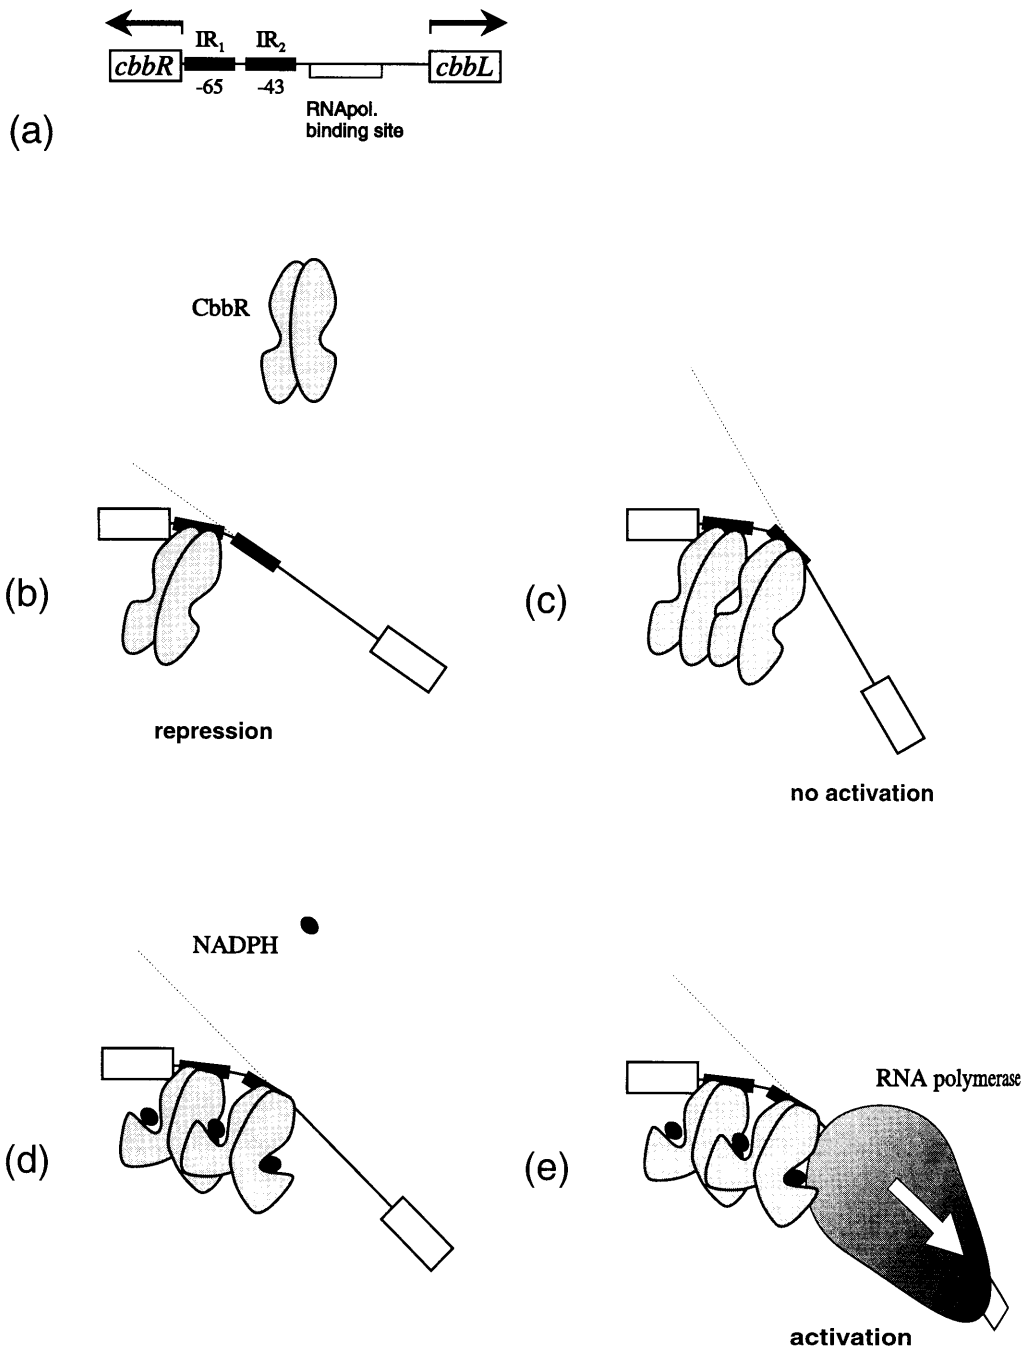 IR1 IR2
cbbR cbbL
-65 -43
RNApol.
binding site
(a)
CbbR
(b)
(c)
repression
no activation
NADPH
RNA polymerase
(d)
(e)
activation